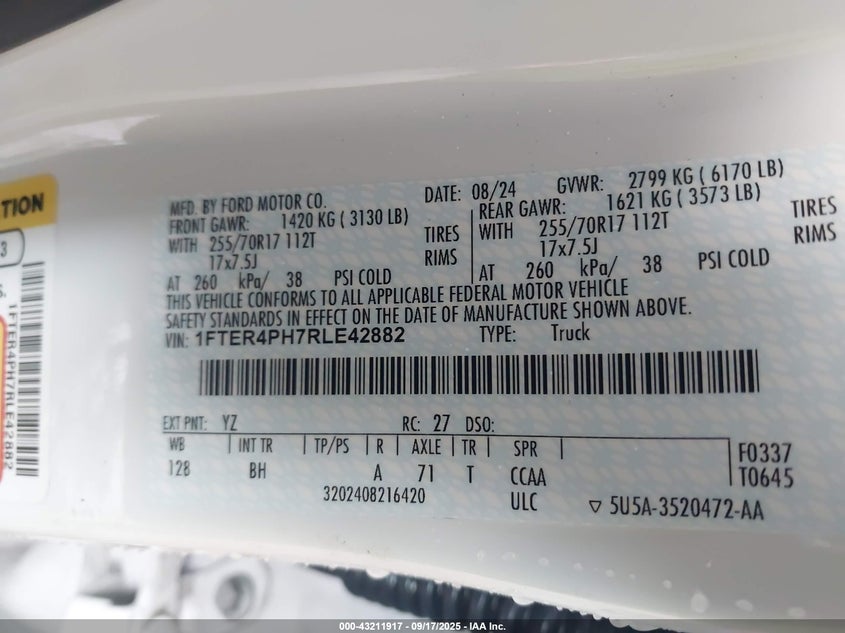 TION
3
S.
1FTER4PH7RLE42882
MFD. BY FORD MOTOR CO.
DATE: 08/24 GVWR: 2799 KG ( 6170 LB)
FRONT GAWR: 1420 KG ( 3130 LB)
REAR GAWR: 1621 KG ( 3573 LB)
WITH 255/70R17 112T TIRES
WITH 255/70R17 112T TIRES
17x7.5J RIMS
17x7.5J RIMS
AT 260 kPa/ 38 PSI COLD
AT 260 kPa/ 38 PSI COLD
THIS VEHICLE CONFORMS TO ALL APPLICABLE FEDERAL MOTOR VEHICLE
SAFETY STANDARDS IN EFFECT ON THE DATE OF MANUFACTURE SHOWN ABOVE.
VIN: 1FTER4PH7RLE42882 TYPE: Truck
EXT PNT: YZ RC: 27 DSO:
WB | INT TR | TP/PS | R | AXLE | TR | SPR | F0337
128 BH A 71 T CCAA T0645
3202408216420 ULC ▽ 5U5A-3520472-AA
000-43211917 - 09/17/2025 - IAA Inc.